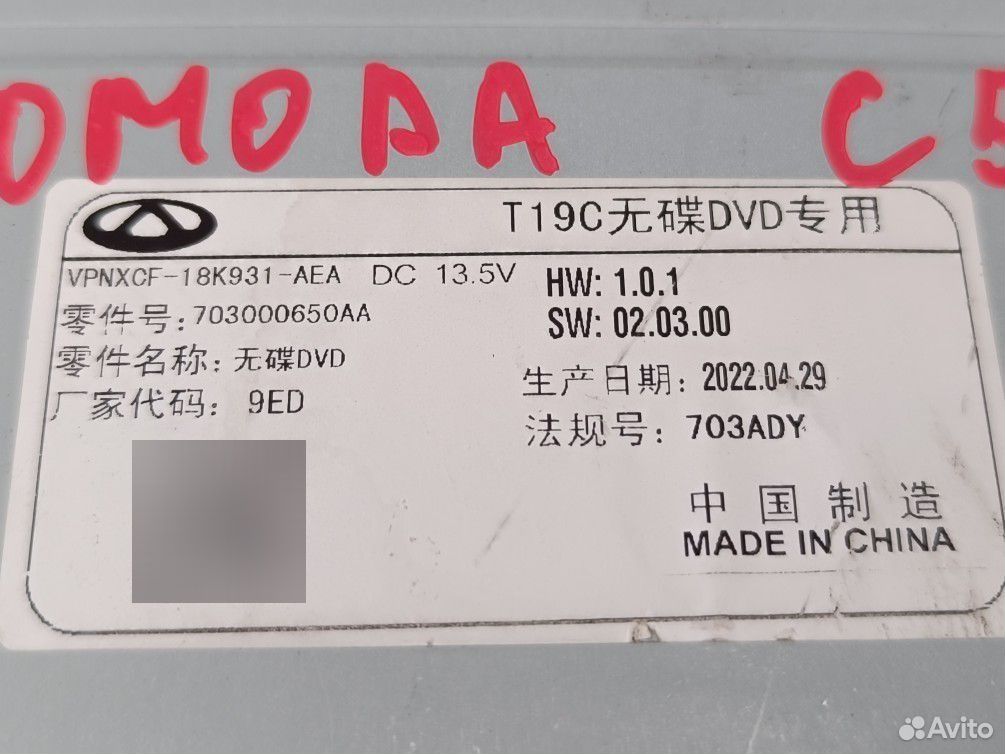 OMODA C5
T19C无碟DVD专用
VPNXCF-18K931-AEA DC 13.5V
HW: 1.0.1
零件号:703000650AA
SW: 02.03.00
零件名称: 无碟DVD
生产日期: 2022.04.29
厂家代码: 9ED
法规号: 703ADY
中国制造
MADE IN CHINA
Avito